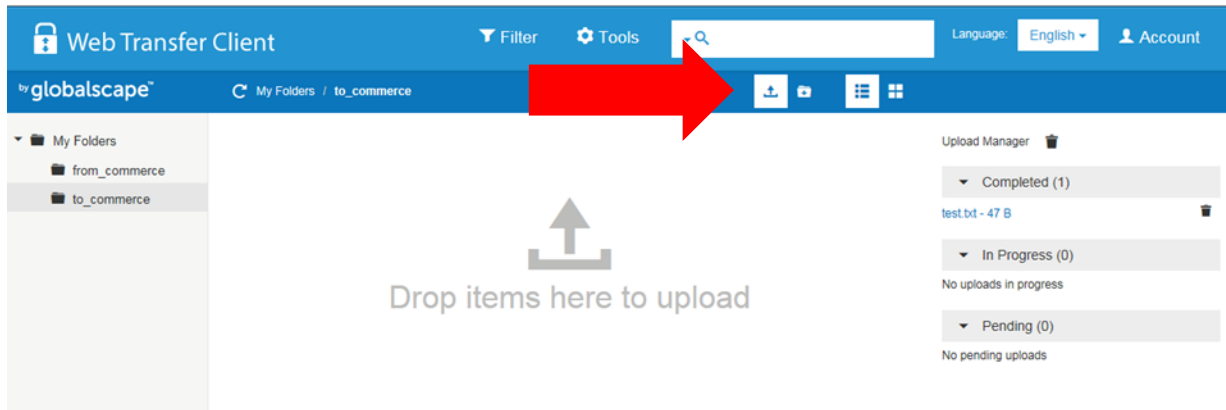 Web Transfer Client
Filter
Tools
Language:
English
Account
by globalscape™
My Folders / to_commerce
My Folders
from_commerce
to_commerce
Drop items here to upload
Upload Manager
Completed (1)
test.txt - 47 B
In Progress (0)
No uploads in progress
Pending (0)
No pending uploads